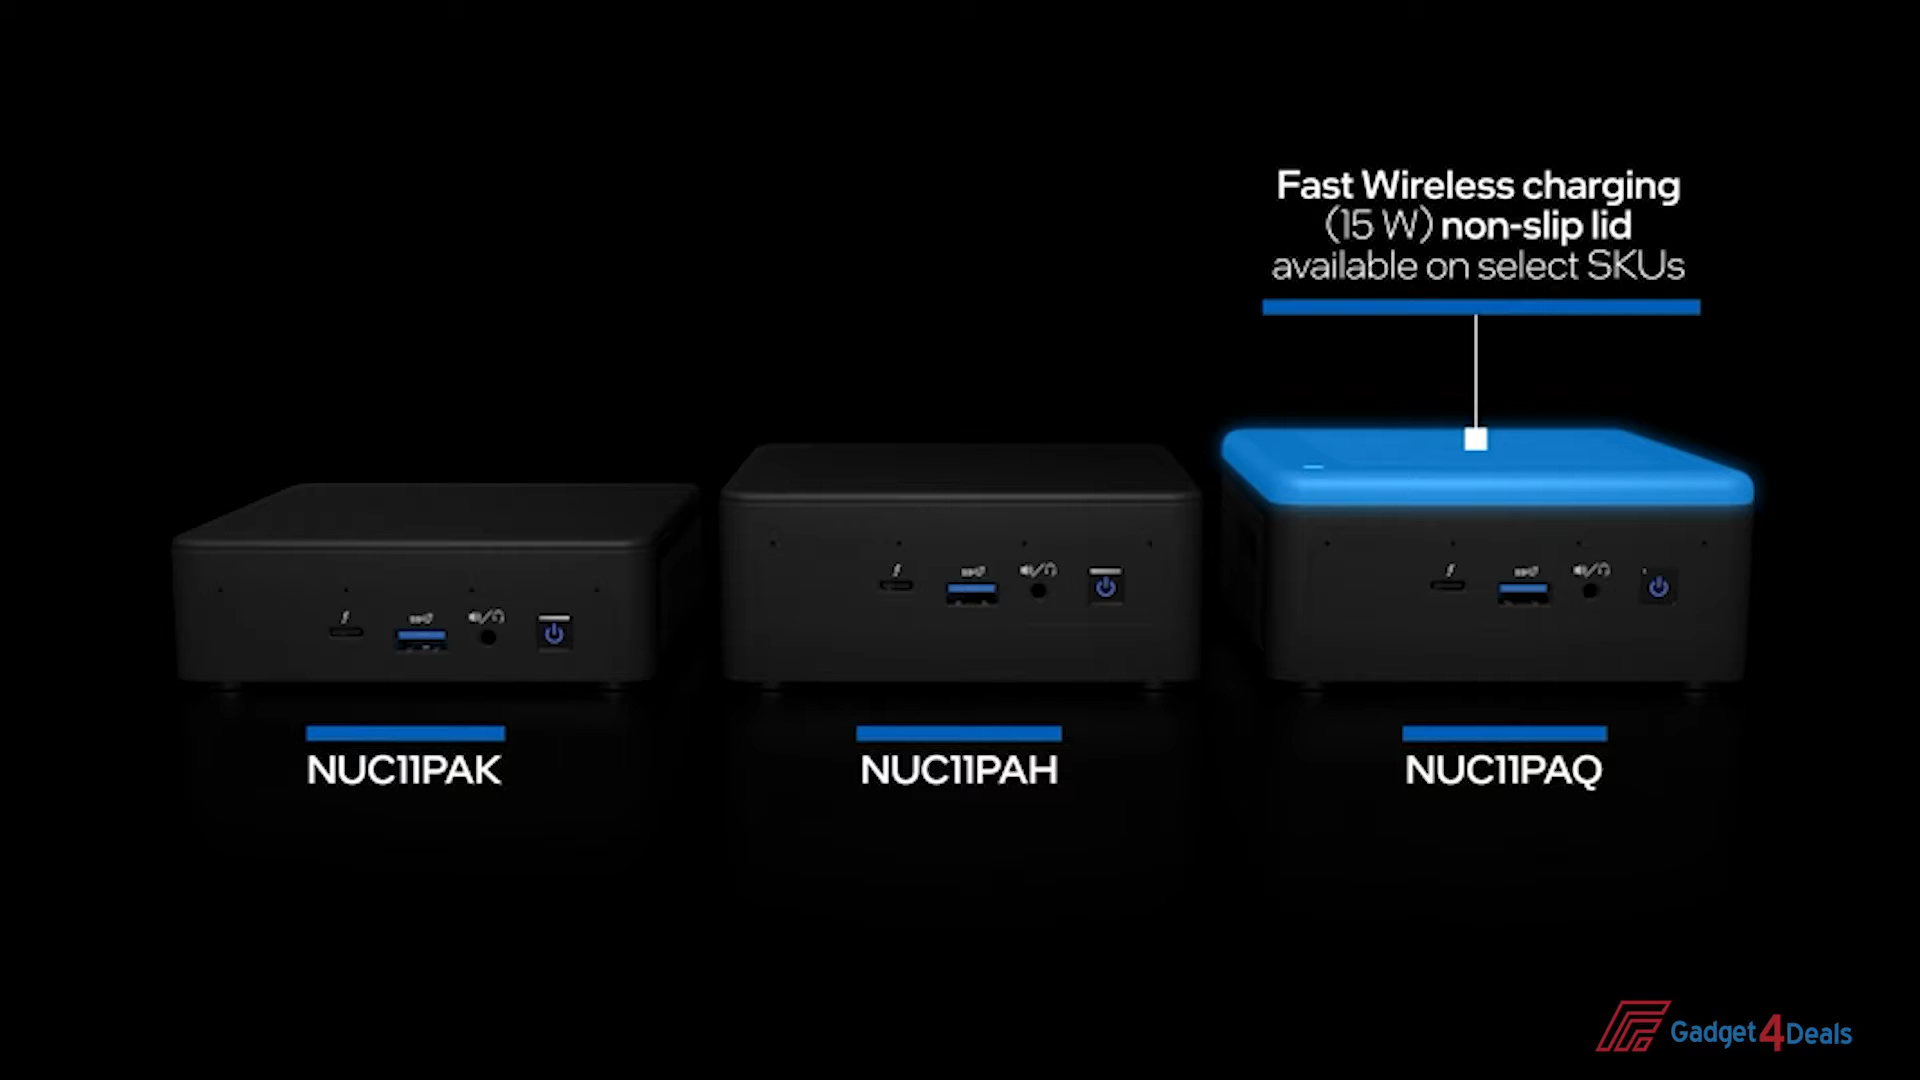 Fast Wireless charging
(15 W) non-slip lid
available on select SKUs
NUC11PAK
NUC11PAH
NUC11PAQ
Gadget4Deals